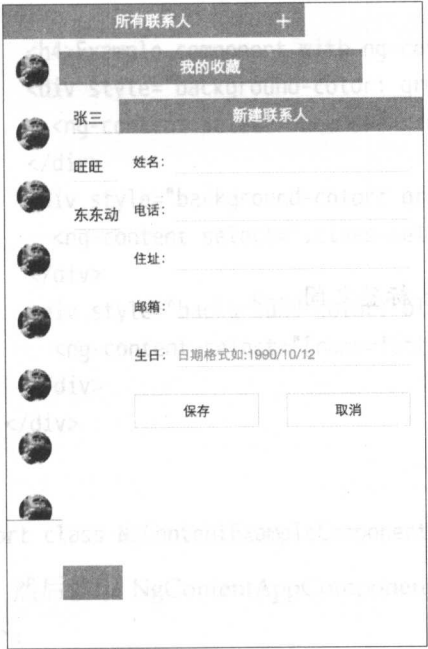 所有联系人 +
我的收藏
新建联系人
张三
旺旺
东东动
姓名：
电话：
住址：
邮箱：
生日： 日期格式如:1990/10/12
保存 取消